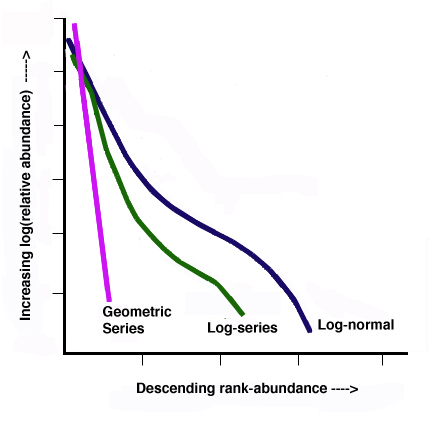 Increasing log(relative abundance) ----->
Geometric
Series
Log-series
Log-normal
Descending rank-abundance ---->